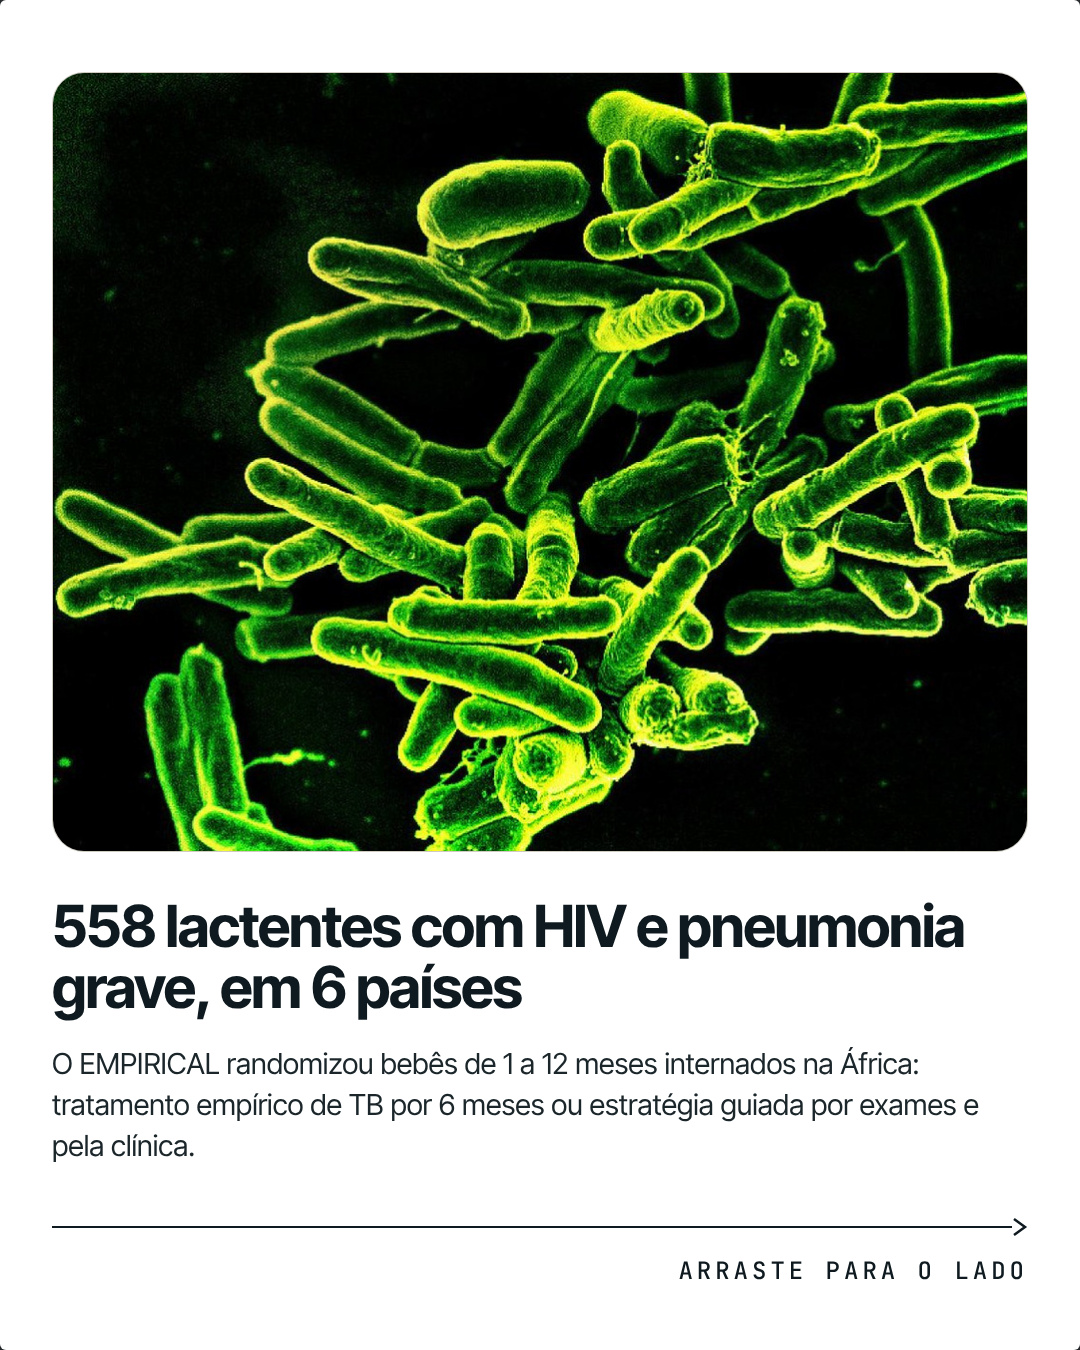 558 lactentes com HIV e pneumonia
grave, em 6 países
O EMPIRICAL randomizou bebês de 1 a 12 meses internados na África:
tratamento empírico de TB por 6 meses ou estratégia guiada por exames e
pela clínica.
ARRASTE PARA O LADO